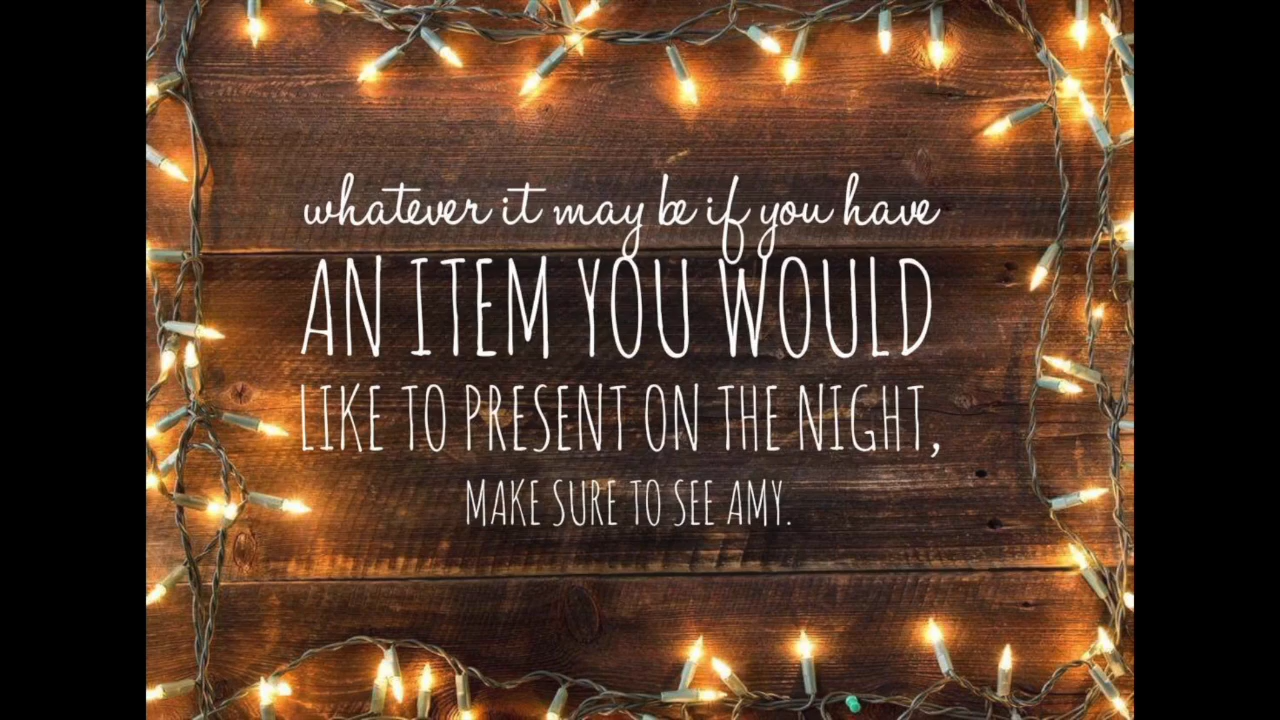 whatever it may be if you have
AN ITEM YOU WOULD
LIKE TO PRESENT ON THE NIGHT,
MAKE SURE TO SEE AMY.